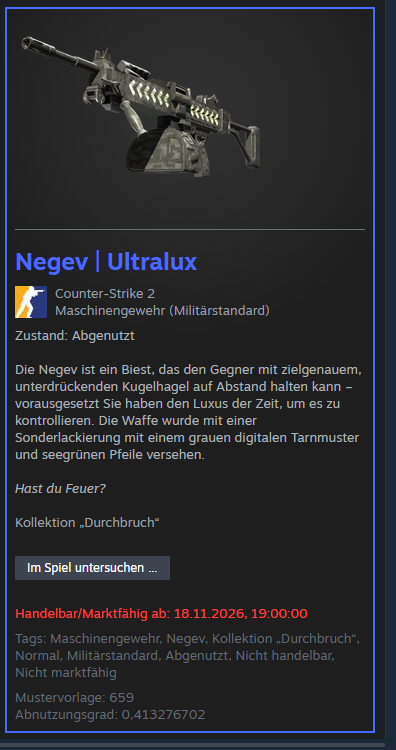 Negev | Ultralux
Counter-Strike 2
Maschinengewehr (Militärstandard)
Zustand: Abgenutzt
Die Negev ist ein Biest, das den Gegner mit zielgenauem,
unterdrückenden Kugelhagel auf Abstand halten kann –
vorausgesetzt Sie haben den Luxus der Zeit, um es zu
kontrollieren. Die Waffe wurde mit einer
Sonderlackierung mit einem grauen digitalen Tarnmuster
und seegrünen Pfeile versehen.
Hast du Feuer?
Kollektion „Durchbruch“
Im Spiel untersuchen ...
Handelbar/Marktfähig ab: 18.11.2026, 19:00:00
Tags: Maschinengewehr, Negev, Kollektion „Durchbruch“,
Normal, Militärstandard, Abgenutzt, Nicht handelbar,
Nicht marktfähig
Mustervorlage: 659
Abnutzungsgrad: 0,413276702